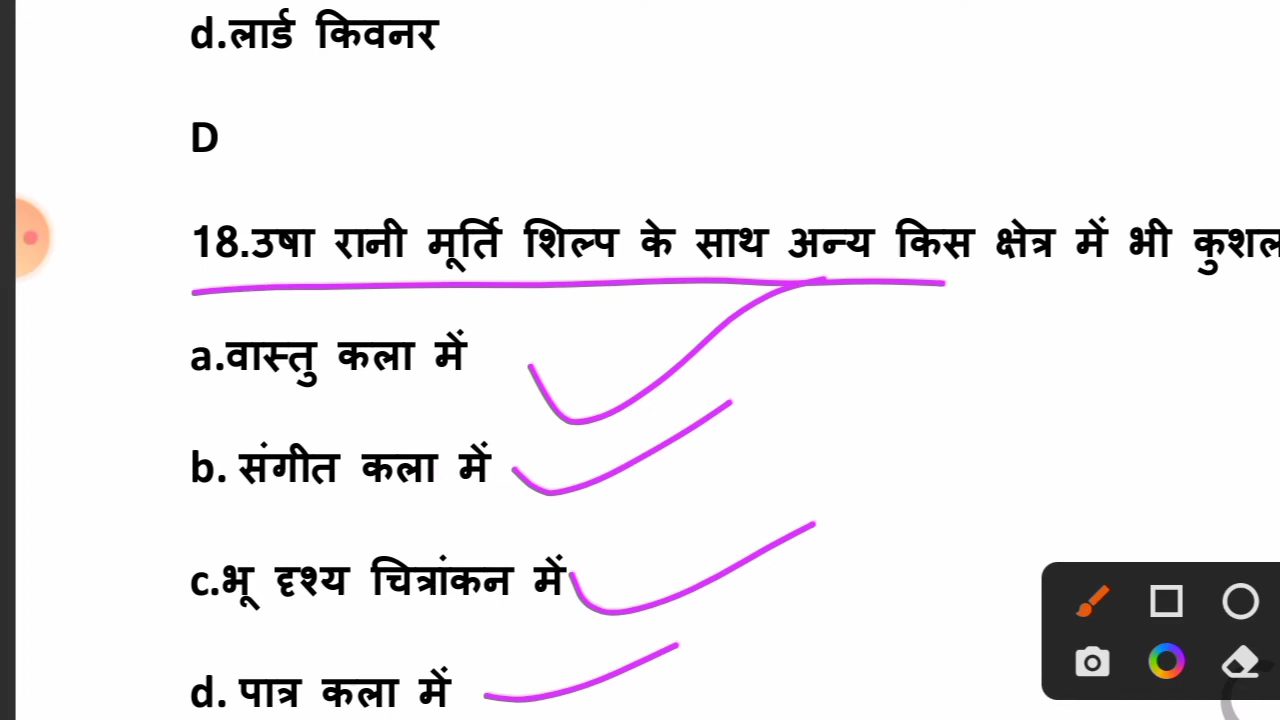 d.लार्ड किवनर
D
18.उषा रानी मूर्ति शिल्प के साथ अन्य किस क्षेत्र में भी कुशल
a.वास्तु कला में
b. संगीत कला में
c.भू दृश्य चित्रांकन में
d. पात्र कला में